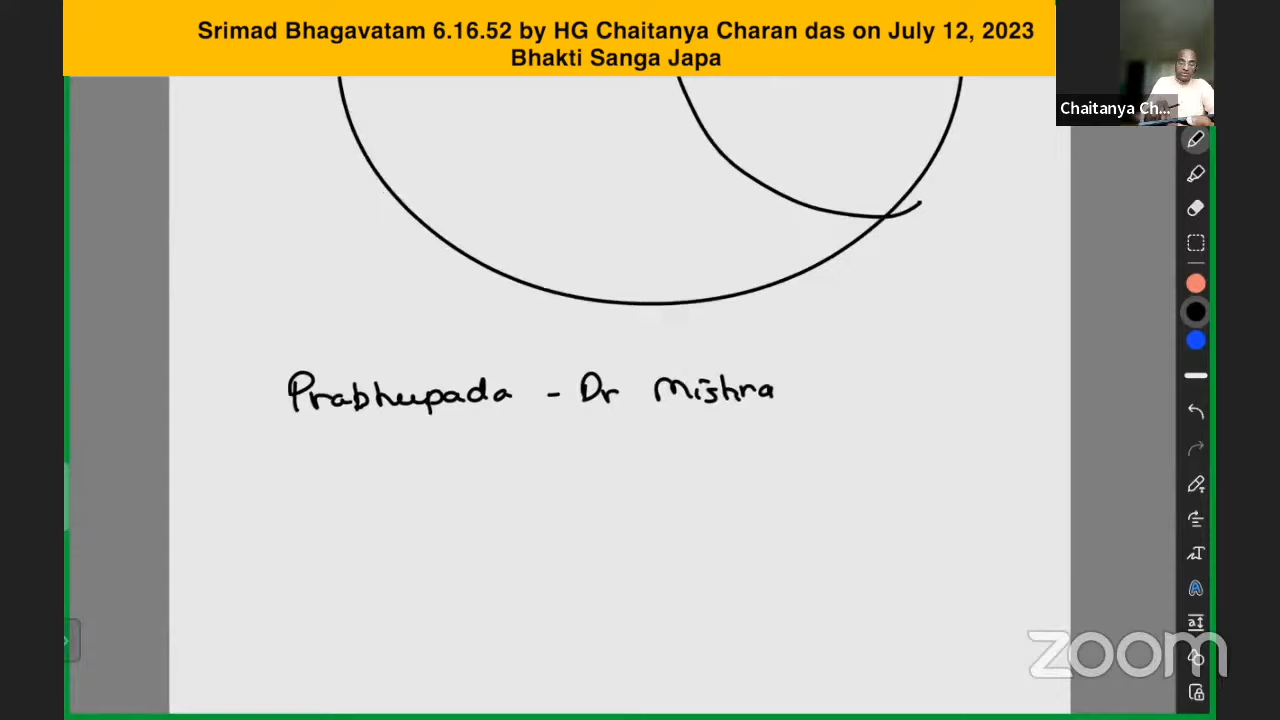 Srimad Bhagavatam 6.16.52 by HG Chaitanya Charan das on July 12, 2023
Bhakti Sanga Japa
Chaitanya Ch...
Prabhupada - Dr Mishra
zoom